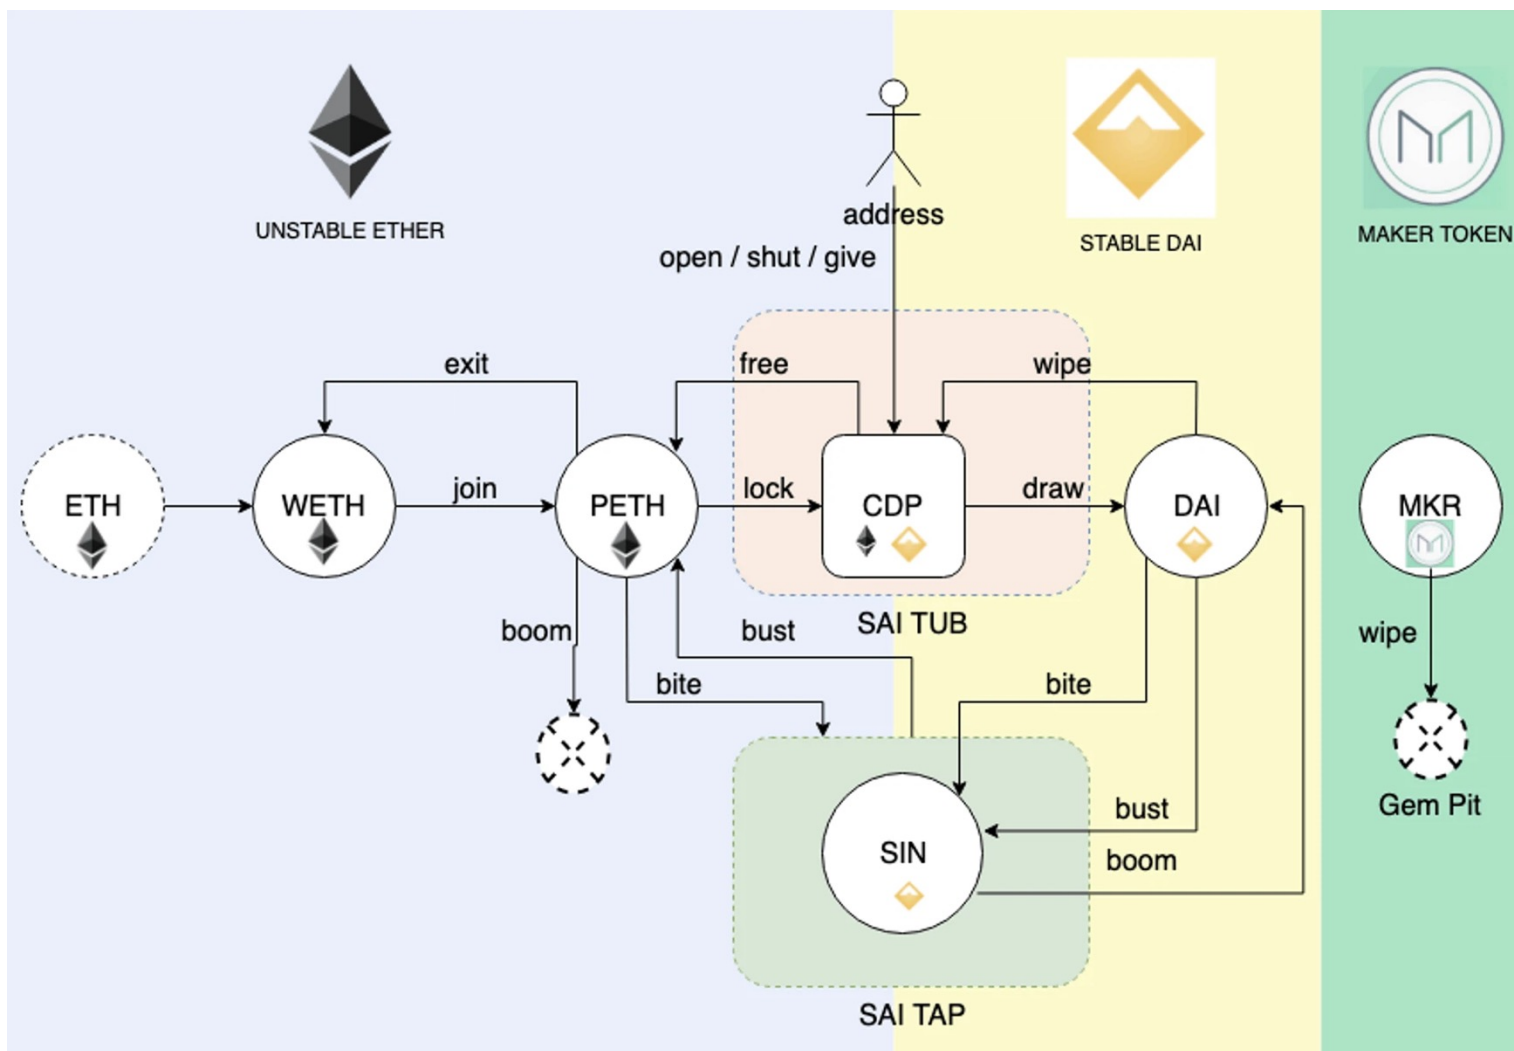 UNSTABLE ETHER
address
STABLE DAI
MAKER TOKEN
open / shut / give
exit
free
wipe
ETH
WETH
join
PETH
lock
CDP
draw
DAI
MKR
boom
bust
SAI TUB
wipe
bite
bite
Gem Pit
bust
SIN
boom
SAI TAP